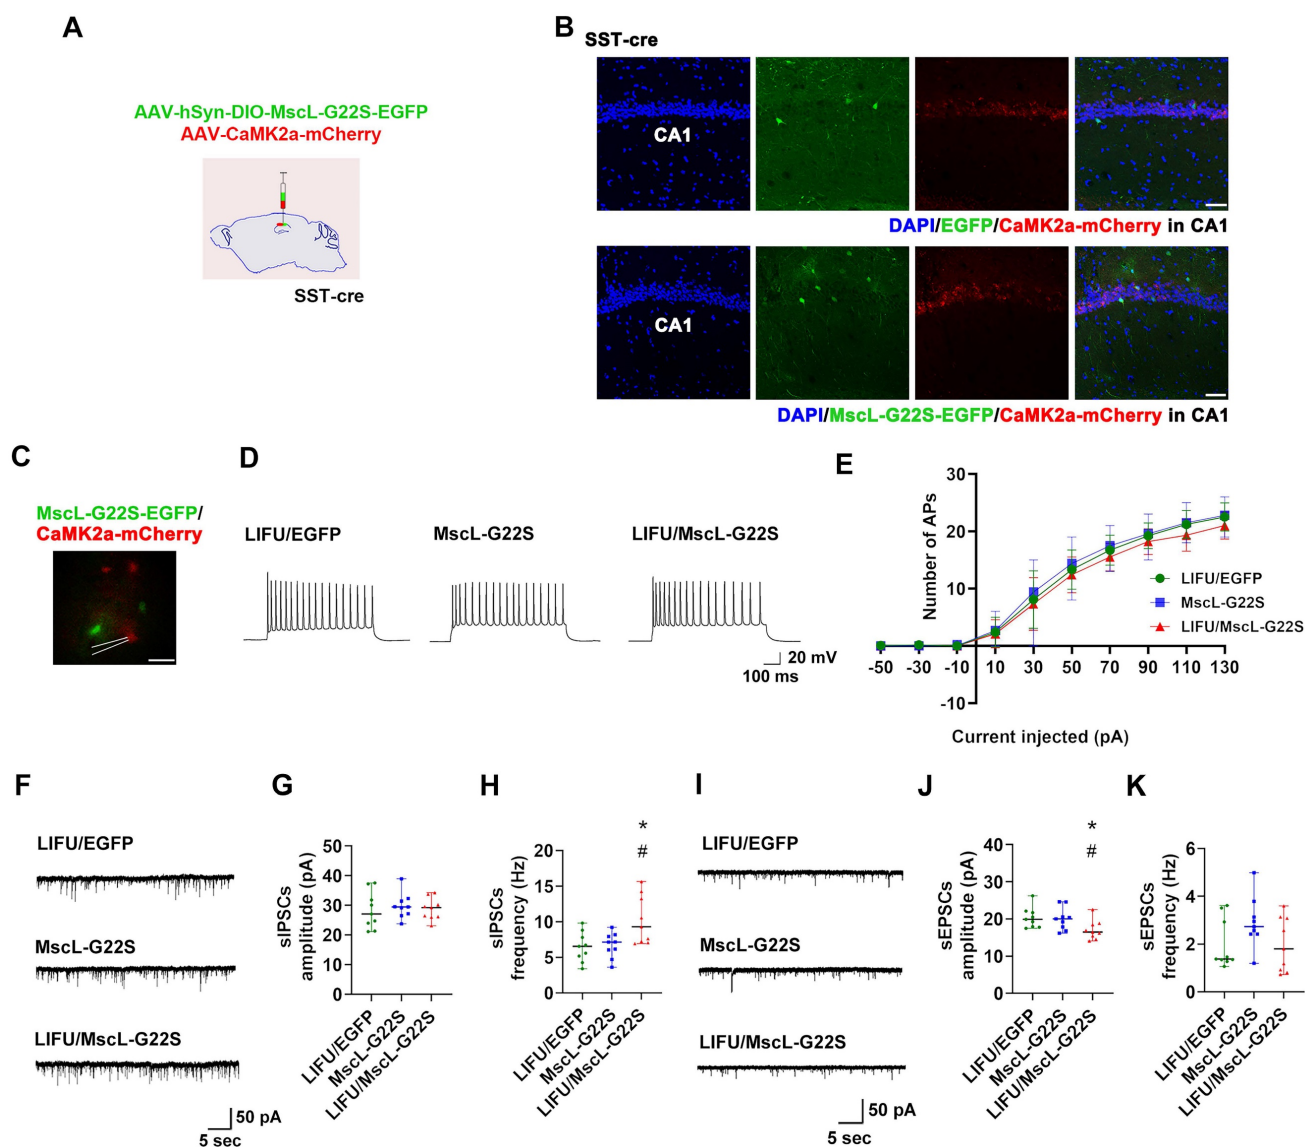 A
AAV-hSyn-DIO-MscL-G22S-EGFP
AAV-CaMK2a-mCherry
SST-cre
B
SST-cre
CA1
DAPI/EGFP/CaMK2a-mCherry in CA1
CA1
DAPI/MscL-G22S-EGFP/CaMK2a-mCherry in CA1
C
MscL-G22S-EGFP/
CaMK2a-mCherry
D
LIFU/EGFP
MscL-G22S
LIFU/MscL-G22S
20 mV
100 ms
E
Number of APs
30
20
10
-10
-50 -30 -10 10 30 50 70 90 110 130
Current injected (pA)
LIFU/EGFP
MscL-G22S
LIFU/MscL-G22S
F
LIFU/EGFP
MscL-G22S
LIFU/MscL-G22S
50 pA
5 sec
G
sIPSCs
amplitude (pA)
50
40
30
20
10
0
LIFU/EGFP
MscL-G22S
LIFU/MscL-G22S
H
sIPSCs
frequency (Hz)
20
15
10
5
0
*
#
LIFU/EGFP
MscL-G22S
LIFU/MscL-G22S
I
LIFU/EGFP
MscL-G22S
LIFU/MscL-G22S
50 pA
5 sec
J
sEPSCs
amplitude (pA)
40
30
20
10
0
*
#
LIFU/EGFP
MscL-G22S
LIFU/MscL-G22S
K
sEPSCs
frequency (Hz)
6
4
2
0
LIFU/EGFP
MscL-G22S
LIFU/MscL-G22S